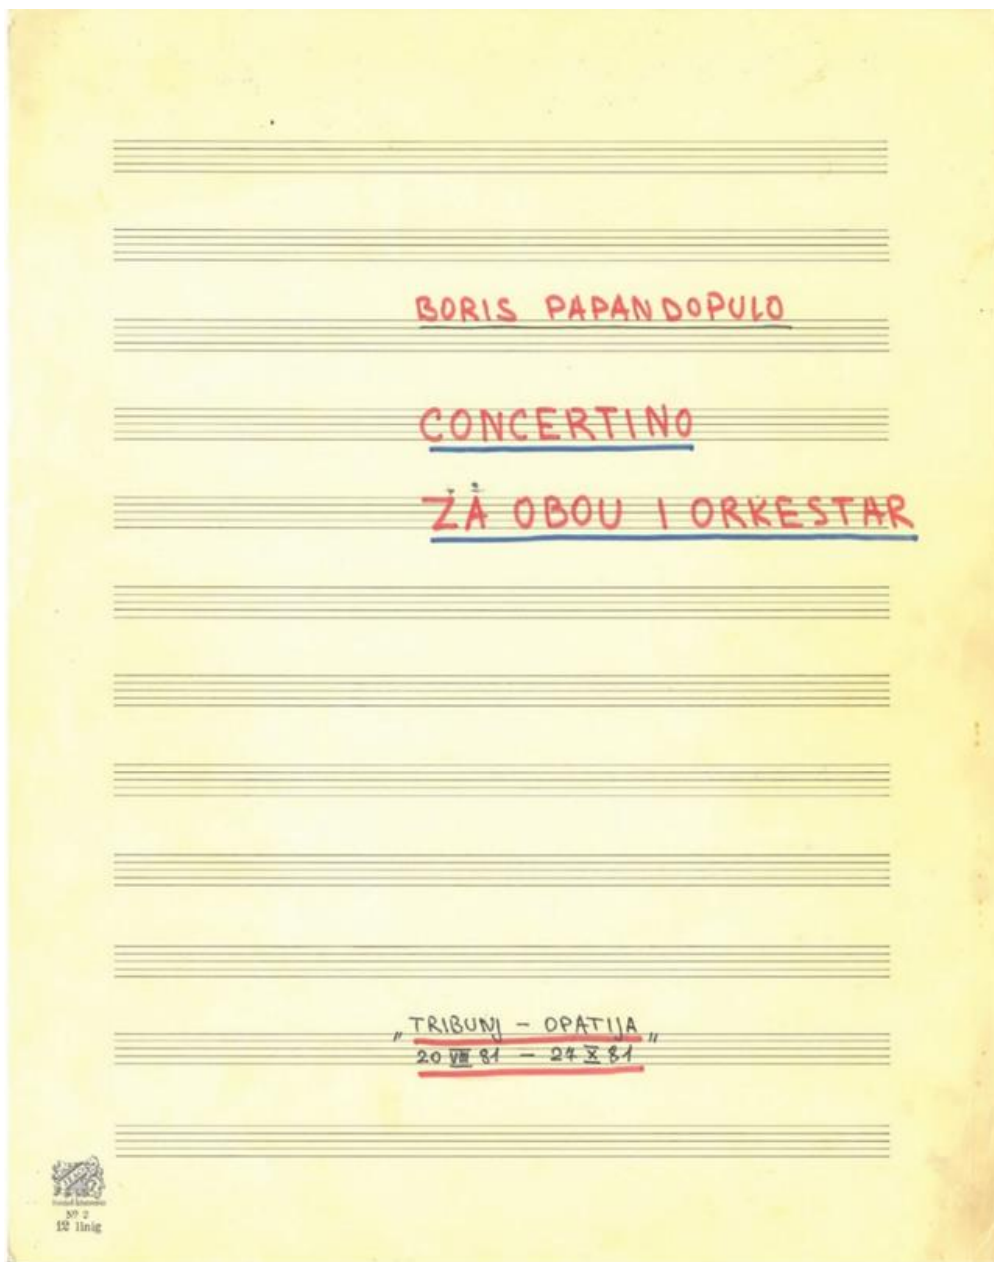 BORIS PAPANDOPULO
CONCERTINO
ZA OBOU I ORKESTAR
„TRIBUNJ – OPATIJA„
20 VIII 81 – 27 X 81
Nº 2
12 linig